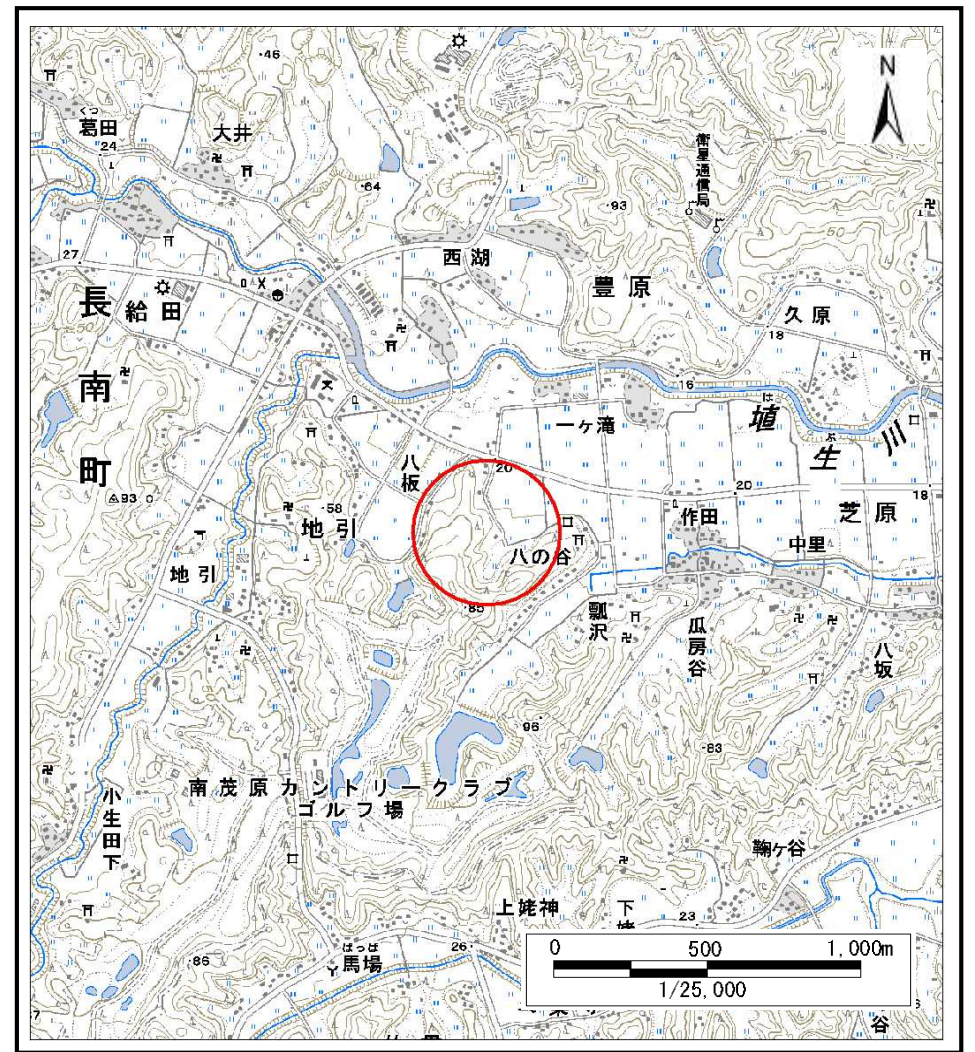 46
N
くつ
葛田
24
大井
64
衛星通信局
93
50
27
西湖
豊原
長南町
給田
久原
18
16
一ケ滝
埴生川
は
ぶ
八板
20
20
18
93
58
地引
作田
芝原
中里
地引
八の谷
85
瓢沢
瓜房谷
八坂
96
83
南茂原カントリークラブ
ゴルフ場
小生田下
鞠ケ谷
上姥神
下姥
23
ばっぱ
馬場
26
86
0 500 1,000m
1/25,000
谷